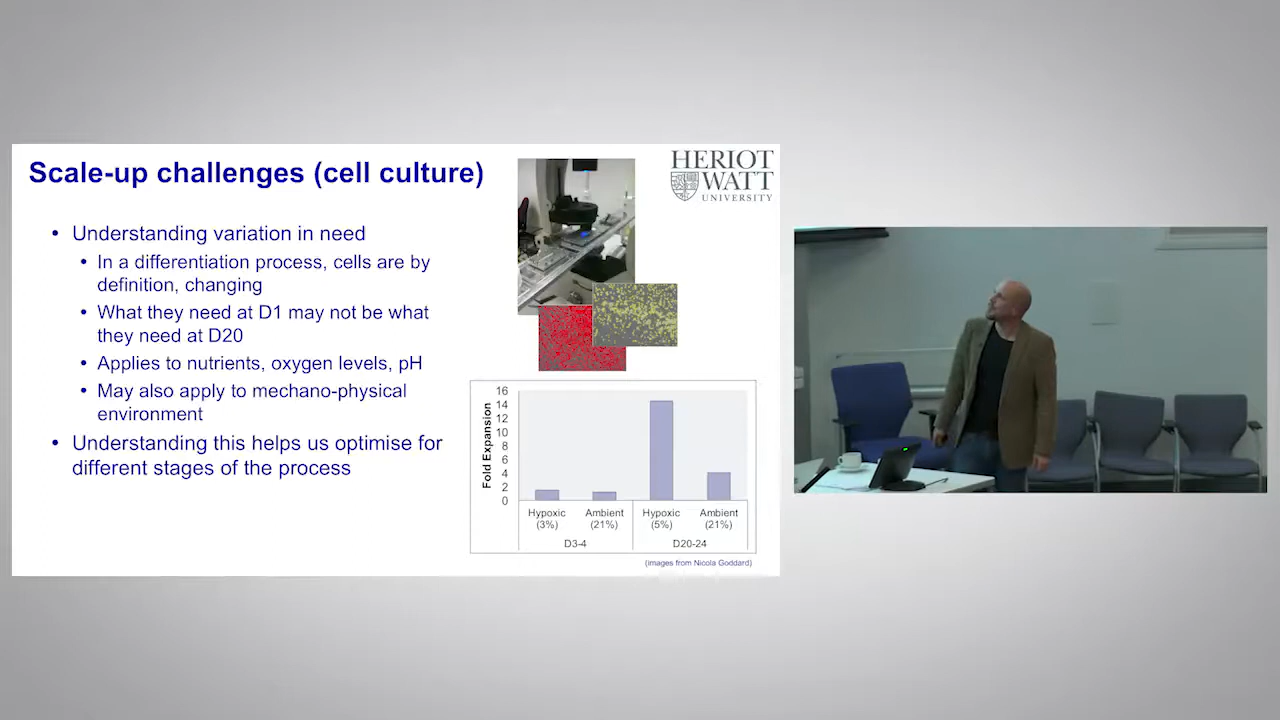 Scale-up challenges (cell culture)
HERIOT
WATT
UNIVERSITY
• Understanding variation in need
• In a differentiation process, cells are by
definition, changing
• What they need at D1 may not be what
they need at D20
• Applies to nutrients, oxygen levels, pH
• May also apply to mechano-physical
environment
• Understanding this helps us optimise for
different stages of the process
Fold Expansion
16
14
12
10
8
6
4
2
0
Hypoxic Ambient Hypoxic Ambient
(3%) (21%) (5%) (21%)
D3-4 D20-24
(images from Nicola Goddard)